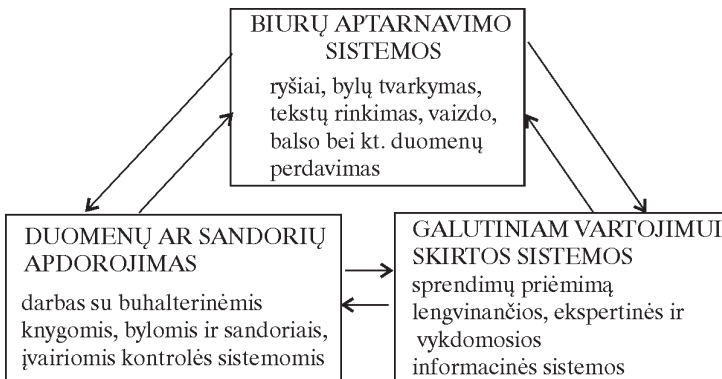 BIURŲ APTARNAVIMO
SISTEMOS
ryšiai, bylų tvarkymas,
tekstų rinkimas, vaizdo,
balso bei kt. duomenų
perdavimas
DUOMENŲ AR SANDORIŲ
APDOROJIMAS
darbas su buhalterinėmis
knygomis, bylomis ir sandoriais,
įvairiomis kontrolės sistemomis
GALUTINIAM VARTOJIMUI
SKIRTOS SISTEMOS
sprendimų priėmimą
lengvinančios, ekspertinės ir
vykdomosios
informacinės sistemos